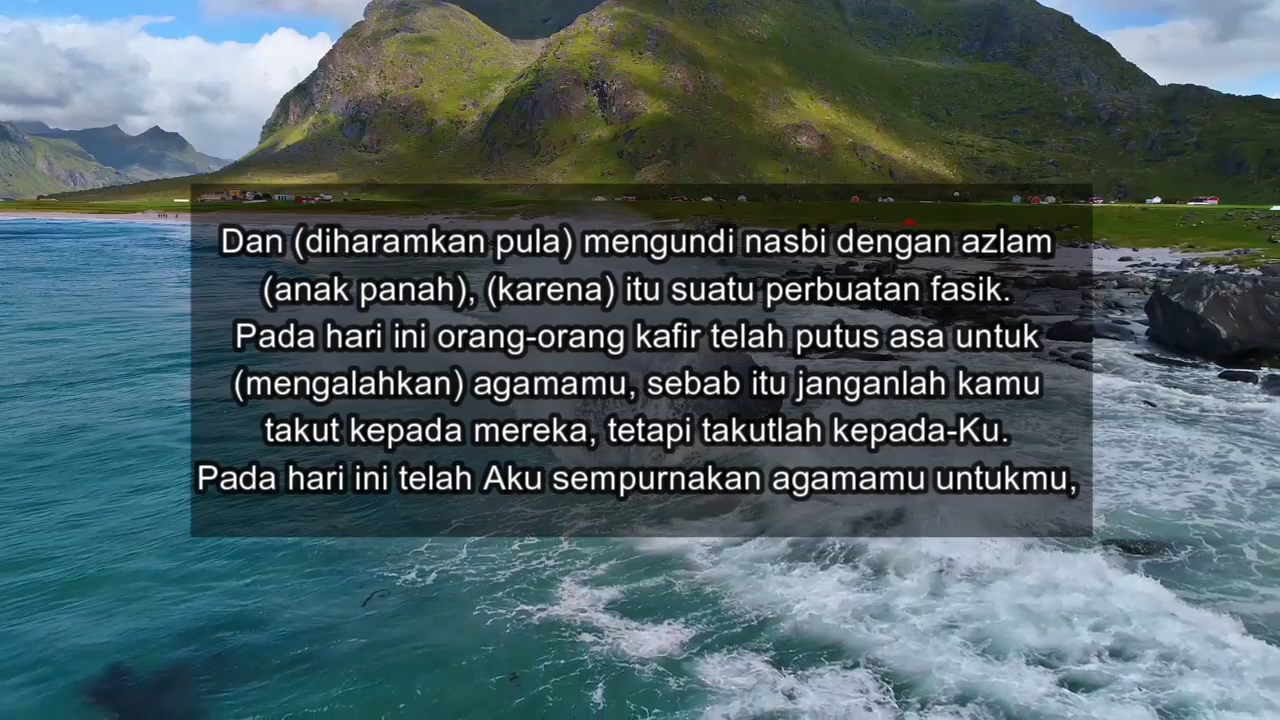 Dan (diharamkan pula) mengundi nasbi dengan azlam
(anak panah), (karena) itu suatu perbuatan fasik.
Pada hari ini orang-orang kafir telah putus asa untuk
(mengalahkan) agamamu, sebab itu janganlah kamu
takut kepada mereka, tetapi takutlah kepada-Ku.
Pada hari ini telah Aku sempurnakan agamamu untukmu,